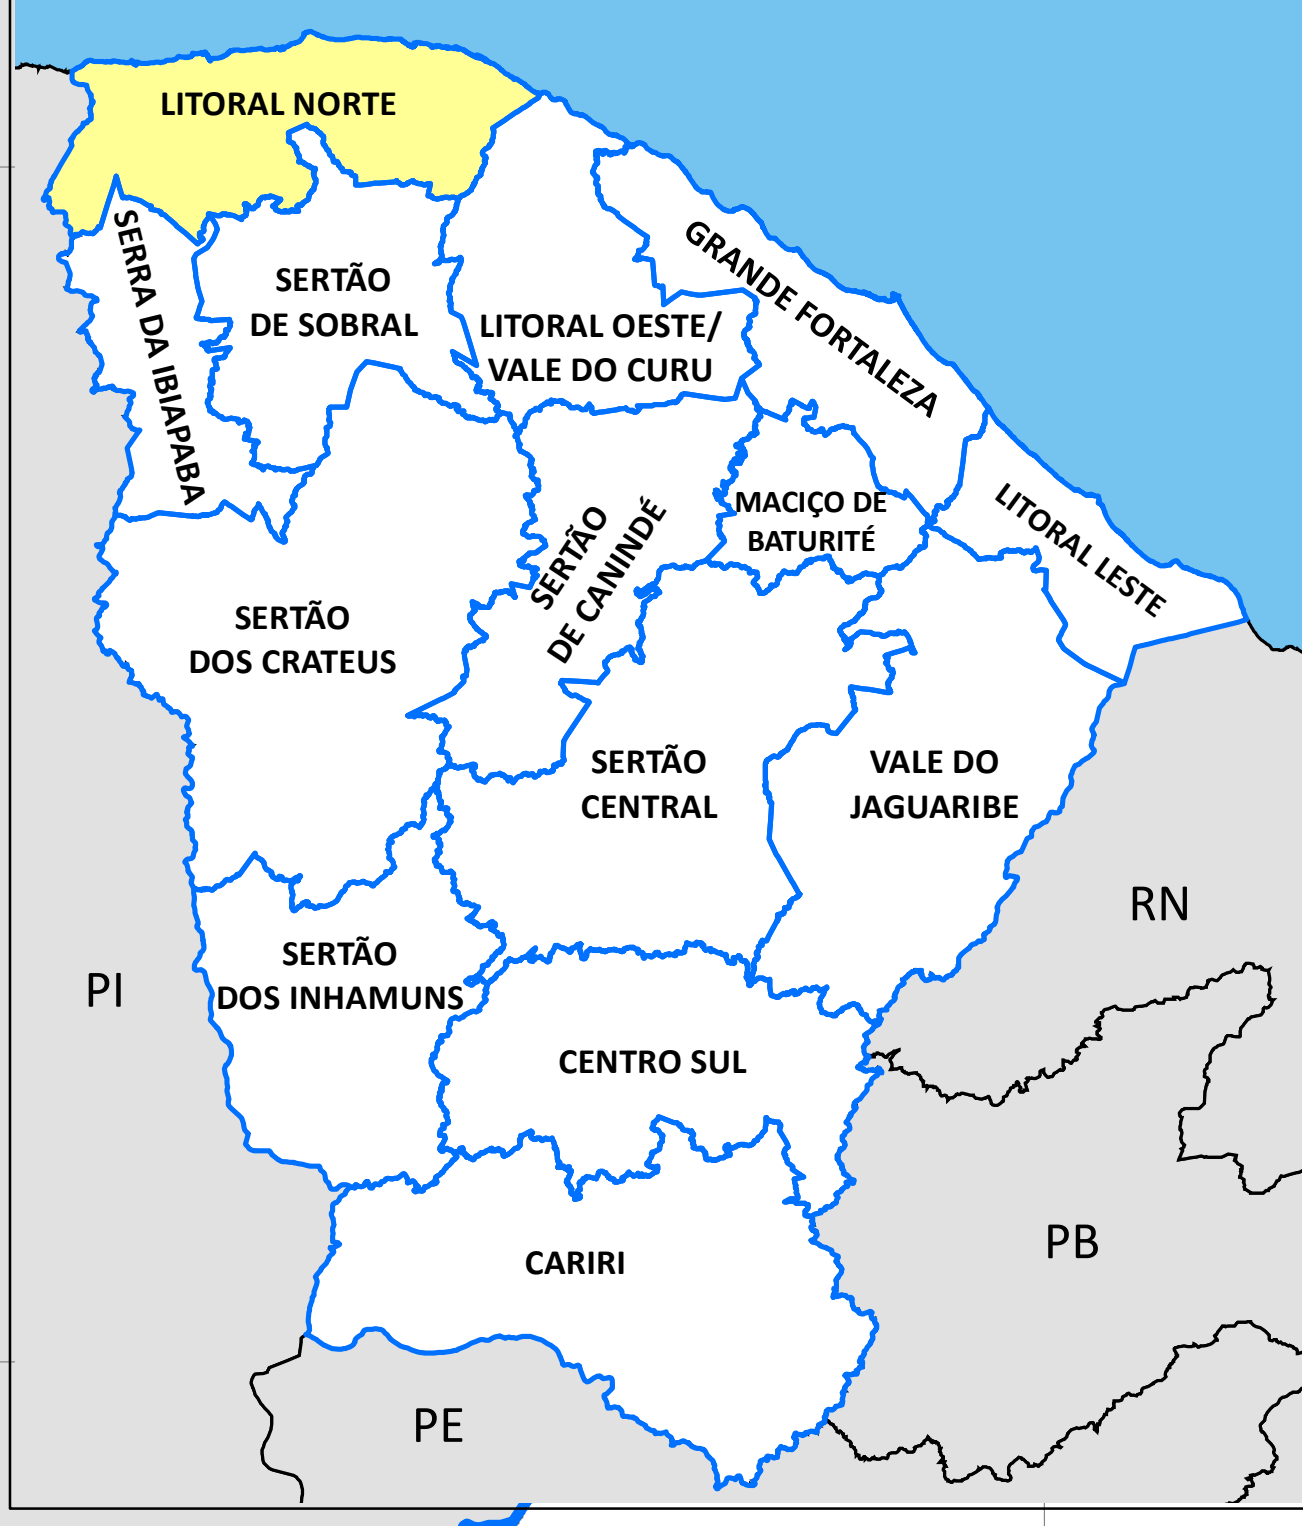 LITORAL NORTE
SERRA DA IBIAPABA
SERTÃO
DE SOBRAL
LITORAL OESTE/
VALE DO CURU
GRANDE FORTALEZA
MACIÇO DE
BATURITÉ
LITORAL LESTE
SERTÃO
DE CANINDÉ
SERTÃO
DOS CRATEUS
SERTÃO
CENTRAL
VALE DO
JAGUARIBE
RN
SERTÃO
DOS INHAMUNS
PI
CENTRO SUL
PB
CARIRI
PE